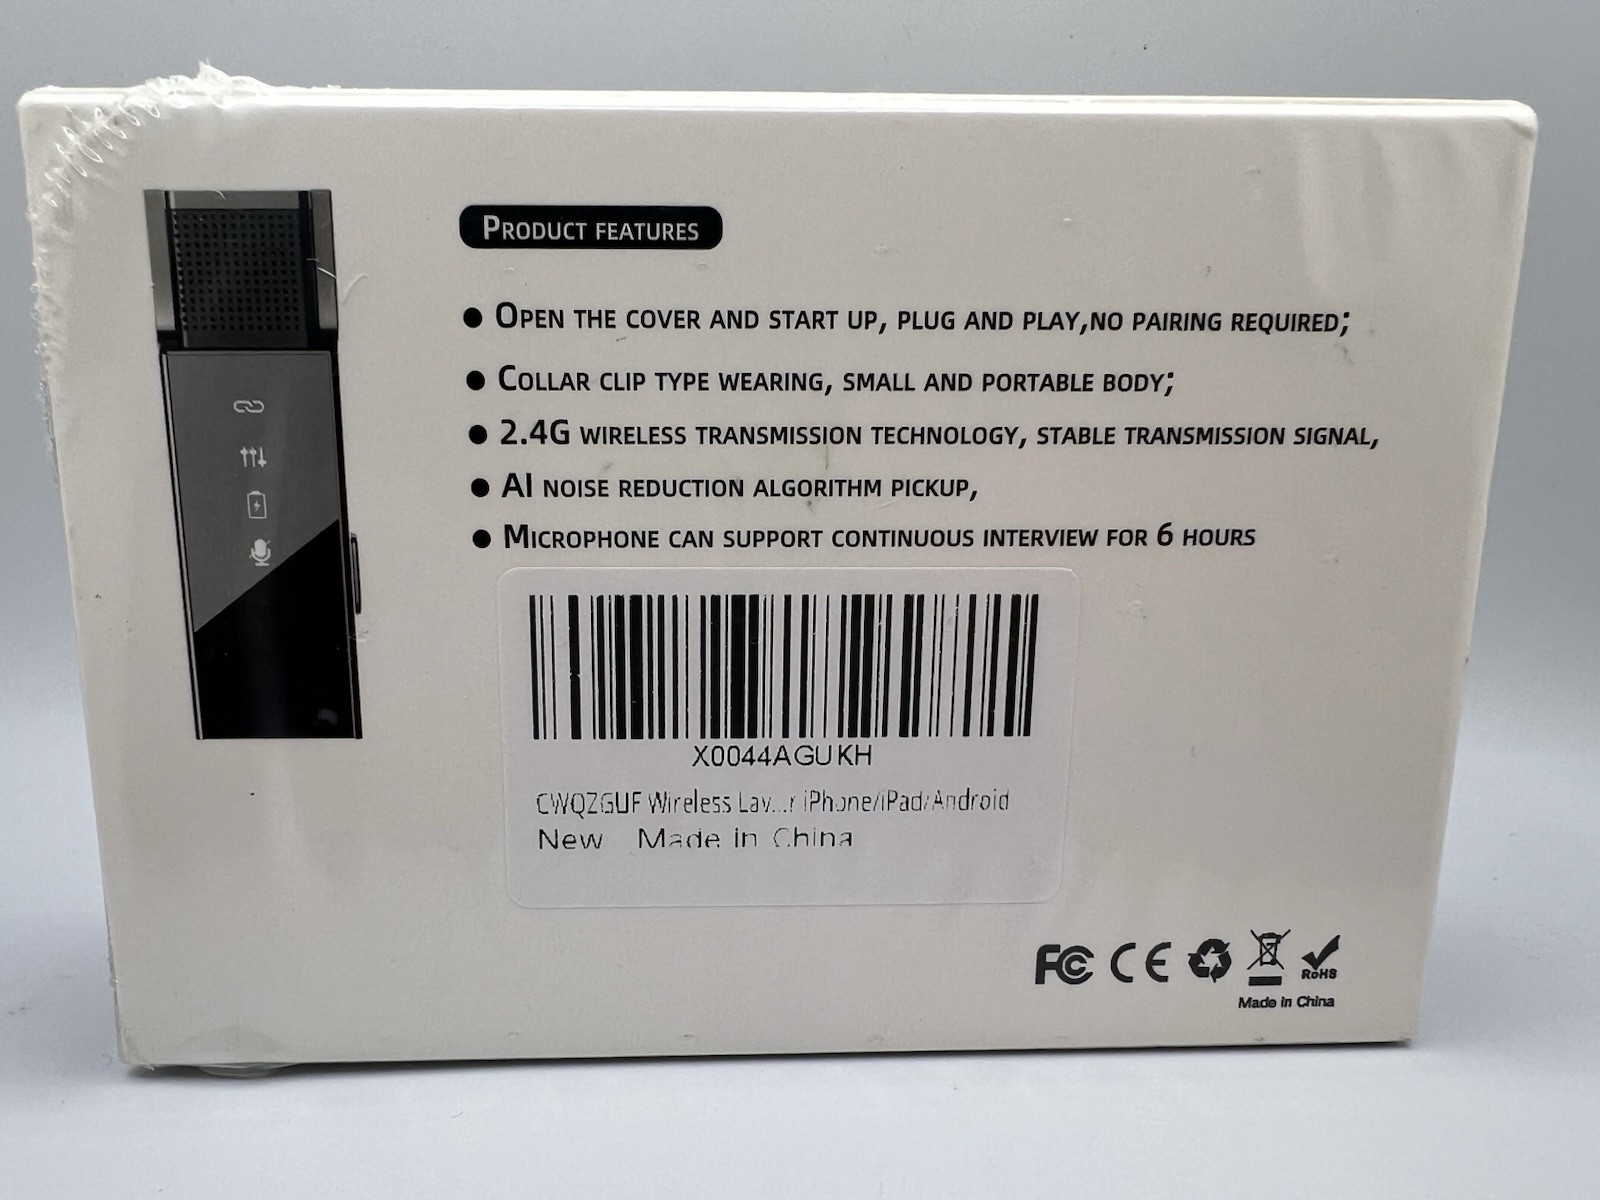 PRODUCT FEATURES
● OPEN THE COVER AND START UP, PLUG AND PLAY,NO PAIRING REQUIRED;
● COLLAR CLIP TYPE WEARING, SMALL AND PORTABLE BODY;
● 2.4G WIRELESS TRANSMISSION TECHNOLOGY, STABLE TRANSMISSION SIGNAL,
● AI NOISE REDUCTION ALGORITHM PICKUP,
● MICROPHONE CAN SUPPORT CONTINUOUS INTERVIEW FOR 6 HOURS
X0044AGUKH
CWQZGUF Wireless Lav...r iPhone/iPad/Android
New Made in China
FC CE RoHS
Made in China